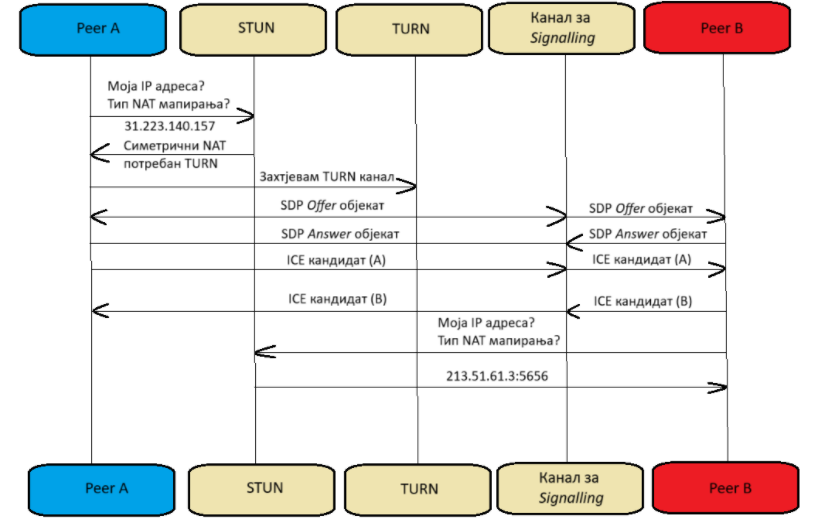 Peer A
STUN
TURN
Канал за
Signalling
Peer B
Моја IP адреса?
Тип NAT мапирања?
31.223.140.157
Симетрични NAT
потребан TURN
Захтјевам TURN канал
SDP Offer објекат
SDP Offer објекат
SDP Answer објекат
SDP Answer објекат
ICE кандидат (A)
ICE кандидат (A)
ICE кандидат (B)
ICE кандидат (B)
Моја IP адреса?
Тип NAT мапирања?
213.51.61.3:5656
Peer A
STUN
TURN
Канал за
Signalling
Peer B